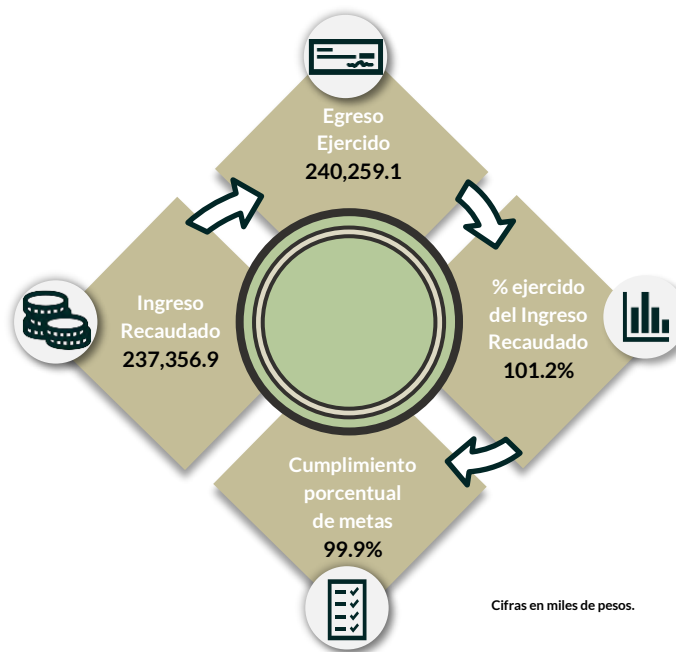 Egreso
Ejercido
240,259.1
Ingreso
Recaudado
237,356.9
% ejercido
del Ingreso
Recaudado
101.2%
Cumplimiento
porcentual
de metas
99.9%
Cifras en miles de pesos.